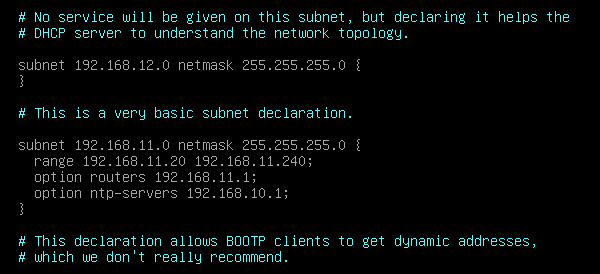 # No service will be given on this subnet, but declaring it helps the
# DHCP server to understand the network topology.
subnet 192.168.12.0 netmask 255.255.255.0 {
}
# This is a very basic subnet declaration.
subnet 192.168.11.0 netmask 255.255.255.0 {
range 192.168.11.20 192.168.11.240;
option routers 192.168.11.1;
option ntp-servers 192.168.10.1;
}
# This declaration allows BOOTP clients to get dynamic addresses,
# which we don't really recommend.